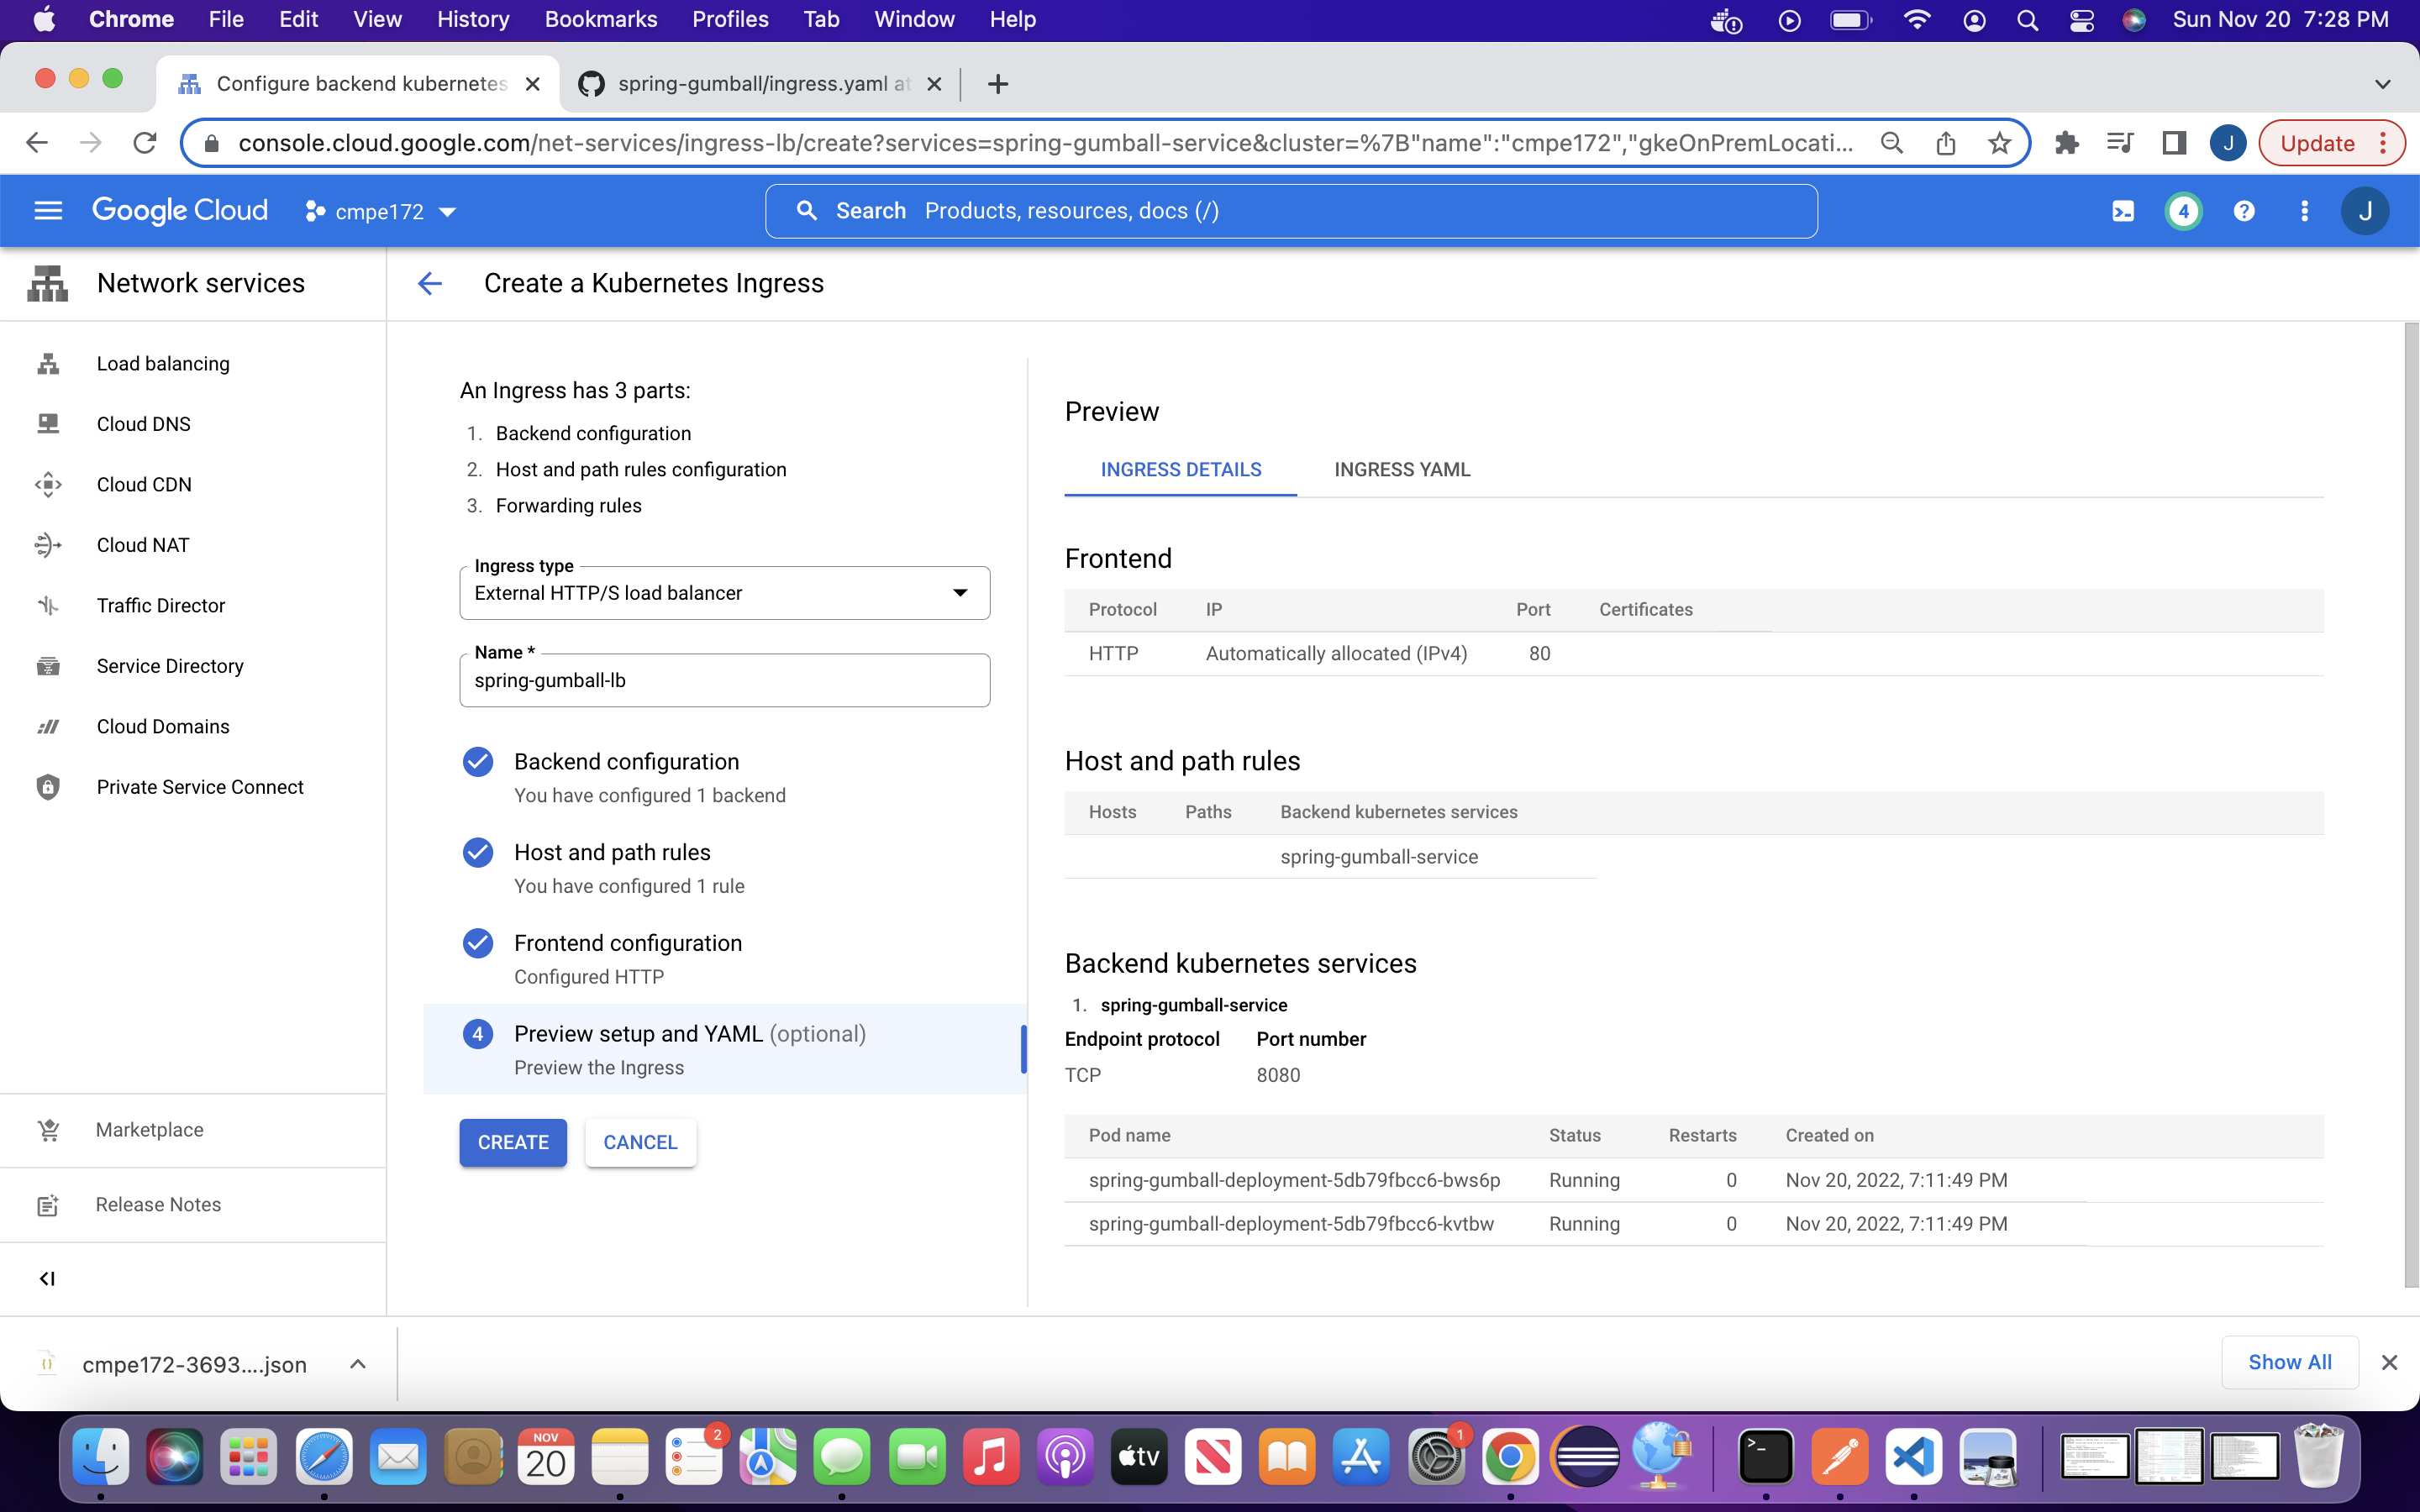 Chrome File Edit View History Bookmarks Profiles Tab Window Help Sun Nov 20 7:28 PM
Configure backend kubernetes spring-gumball/ingress.yaml at
console.cloud.google.com/net-services/ingress-lb/create?services=spring-gumball-service&cluster=%7B"name":"cmpe172","gkeOnPremLocati... J Update
Google Cloud cmpe172 Search Products, resources, docs (/) 4 ? J
Network services
Load balancing
Cloud DNS
Cloud CDN
Cloud NAT
Traffic Director
Service Directory
Cloud Domains
Private Service Connect
Marketplace
Release Notes
Create a Kubernetes Ingress
An Ingress has 3 parts:
1. Backend configuration
2. Host and path rules configuration
3. Forwarding rules
Ingress type
External HTTP/S load balancer
Name *
spring-gumball-lb
Backend configuration
You have configured 1 backend
Host and path rules
You have configured 1 rule
Frontend configuration
Configured HTTP
4 Preview setup and YAML (optional)
Preview the Ingress
CREATE CANCEL
Preview
INGRESS DETAILS INGRESS YAML
Frontend
Protocol IP Port Certificates
HTTP Automatically allocated (IPv4) 80
Host and path rules
Hosts Paths Backend kubernetes services
spring-gumball-service
Backend kubernetes services
1. spring-gumball-service
Endpoint protocol Port number
TCP 8080
Pod name Status Restarts Created on
spring-gumball-deployment-5db79fbcc6-bws6p Running 0 Nov 20, 2022, 7:11:49 PM
spring-gumball-deployment-5db79fbcc6-kvtbw Running 0 Nov 20, 2022, 7:11:49 PM
cmpe172-3693....json Show All
NOV
20
2
tv
1